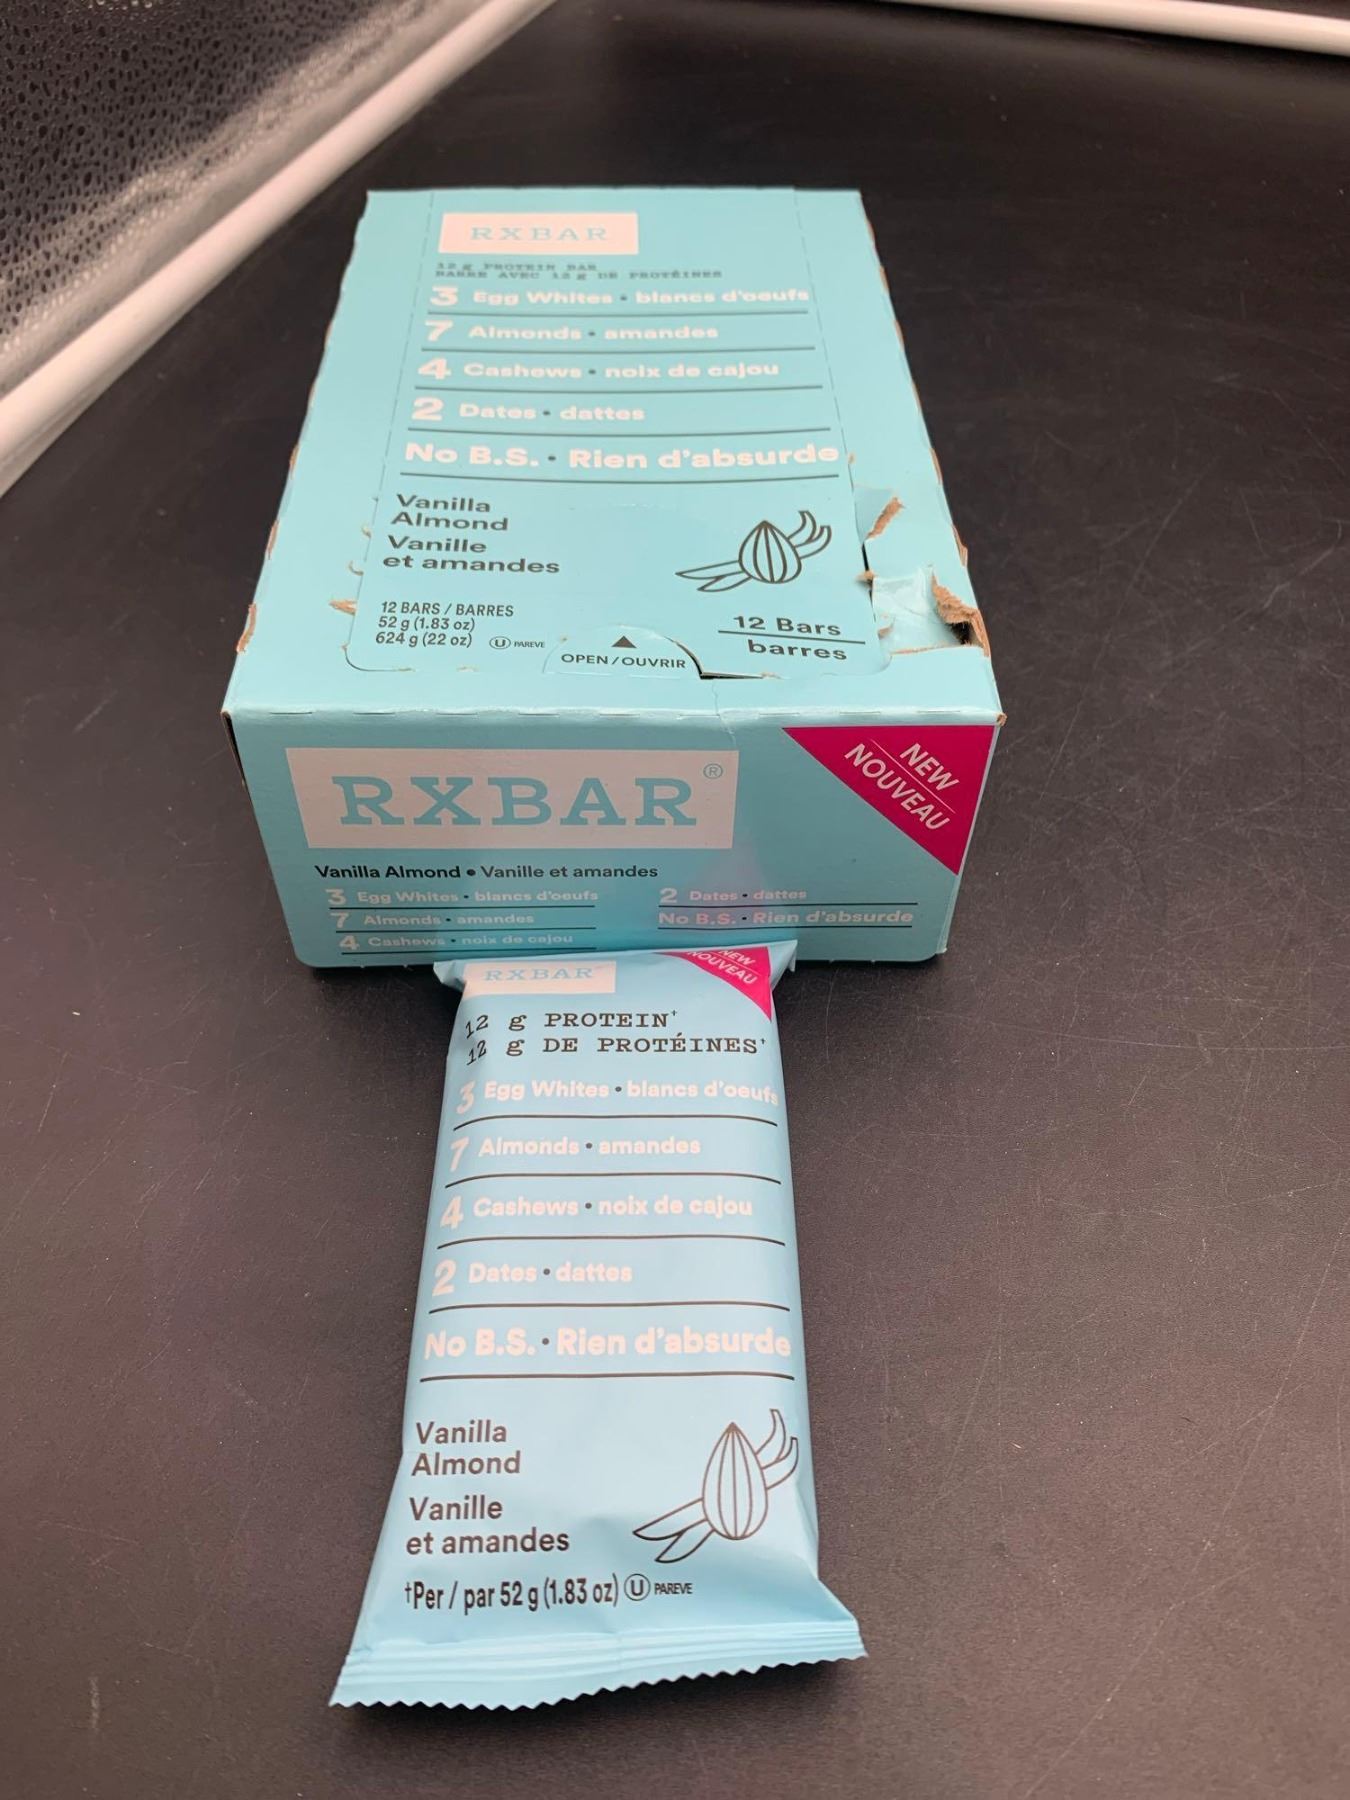 RXBAR
12 g PROTEIN BAR
BARRE AVEC 12 g DE PROTÉINES
3 Egg Whites • blancs d'oeufs
7 Almonds • amandes
4 Cashews • noix de cajou
2 Dates • dattes
No B.S. • Rien d'absurde
Vanilla
Almond
Vanille
et amandes
12 BARS / BARRES
52 g (1.83 oz)
624 g (22 oz) U PAREVE
OPEN/OUVRIR
12 Bars
barres
RXBAR®
NEW
NOUVEAU
Vanilla Almond • Vanille et amandes
3 Egg Whites • blancs d'oeufs
7 Almonds • amandes
4 Cashews • noix de cajou
2 Dates • dattes
No B.S. • Rien d'absurde
RXBAR
NEW
NOUVEAU
12 g PROTEIN†
12 g DE PROTÉINES†
3 Egg Whites • blancs d'oeufs
7 Almonds • amandes
4 Cashews • noix de cajou
2 Dates • dattes
No B.S. • Rien d'absurde
Vanilla
Almond
Vanille
et amandes
†Per / par 52 g (1.83 oz) U PAREVE